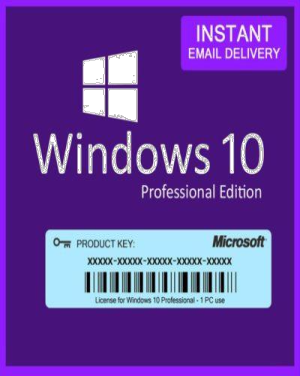 INSTANT
EMAIL DELIVERY
Windows 10
Professional Edition
PRODUCT KEY:
Microsoft
XXXXX-XXXXX-XXXXX-XXXXX-XXXXX
License for Windows 10 Professional - 1 PC use